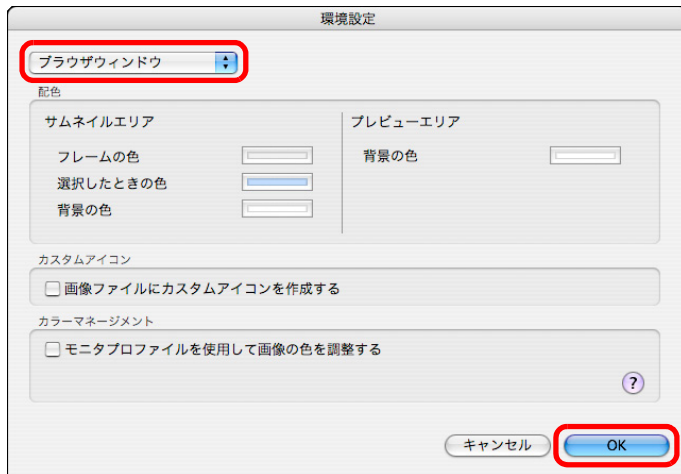 環境設定
ブラウザウィンドウ
配色
サムネイルエリア
フレームの色
選択したときの色
背景の色
プレビューエリア
背景の色
カスタムアイコン
画像ファイルにカスタムアイコンを作成する
カラーマネージメント
モニタプロファイルを使用して画像の色を調整する
?
キャンセル
OK